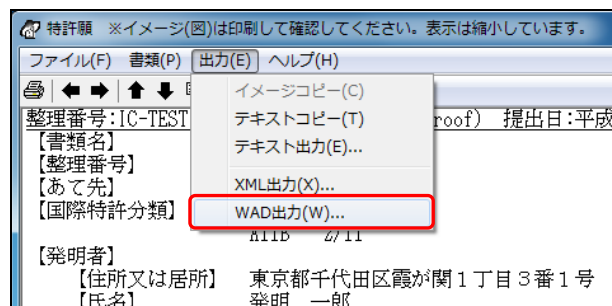 特許願 ※イメージ(図)は印刷して確認してください。表示は縮小しています。
ファイル(F) 書類(P) 出力(E) ヘルプ(H)
イメージコピー(C)
テキストコピー(T)
テキスト出力(E)...
XML出力(X)...
WAD出力(W)...
整理番号:IC-TEST roof) 提出日:平成
【書類名】
【整理番号】
【あて先】
【国際特許分類】
【発明者】
【住所又は居所】 東京都千代田区霞が関1丁目3番1号
【氏名】 発明 一郎